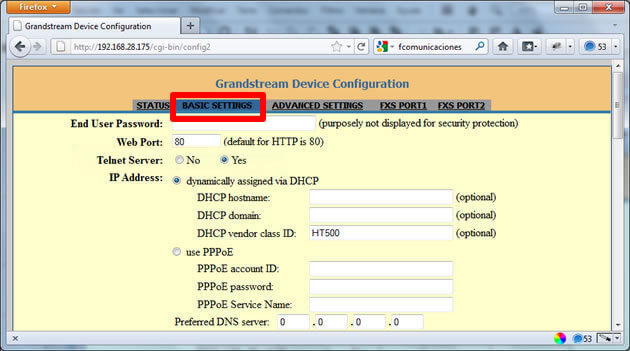 Firefox
Grandstream Device Configuration
http://192.168.28.175/cgi-bin/config2
fcomunicaciones
53
Grandstream Device Configuration
STATUS BASIC SETTINGS ADVANCED SETTINGS FXS PORT1 FXS PORT2
End User Password: (purposely not displayed for security protection)
Web Port: 80 (default for HTTP is 80)
Telnet Server: No Yes
IP Address: dynamically assigned via DHCP
DHCP hostname: (optional)
DHCP domain: (optional)
DHCP vendor class ID: HT500 (optional)
use PPPoE
PPPoE account ID:
PPPoE password:
PPPoE Service Name:
Preferred DNS server: 0 . 0 . 0 . 0
53